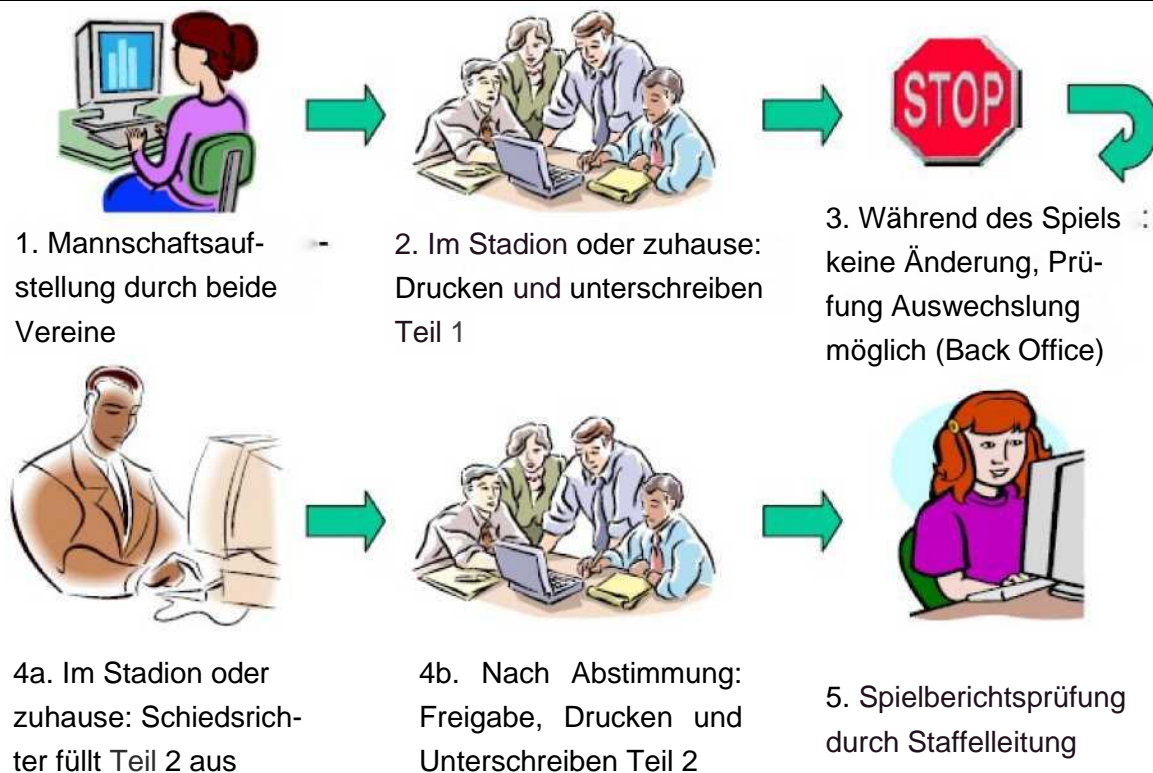 STOP
1. Mannschaftsauf-
stellung durch beide
Vereine
2. Im Stadion oder zuhause:
Drucken und unterschreiben
Teil 1
3. Während des Spiels :
keine Änderung, Prü-
fung Auswechslung
möglich (Back Office)
4a. Im Stadion oder
zuhause: Schiedsrich-
ter füllt Teil 2 aus
4b. Nach Abstimmung:
Freigabe, Drucken und
Unterschreiben Teil 2
5. Spielberichtsprüfung
durch Staffelleitung